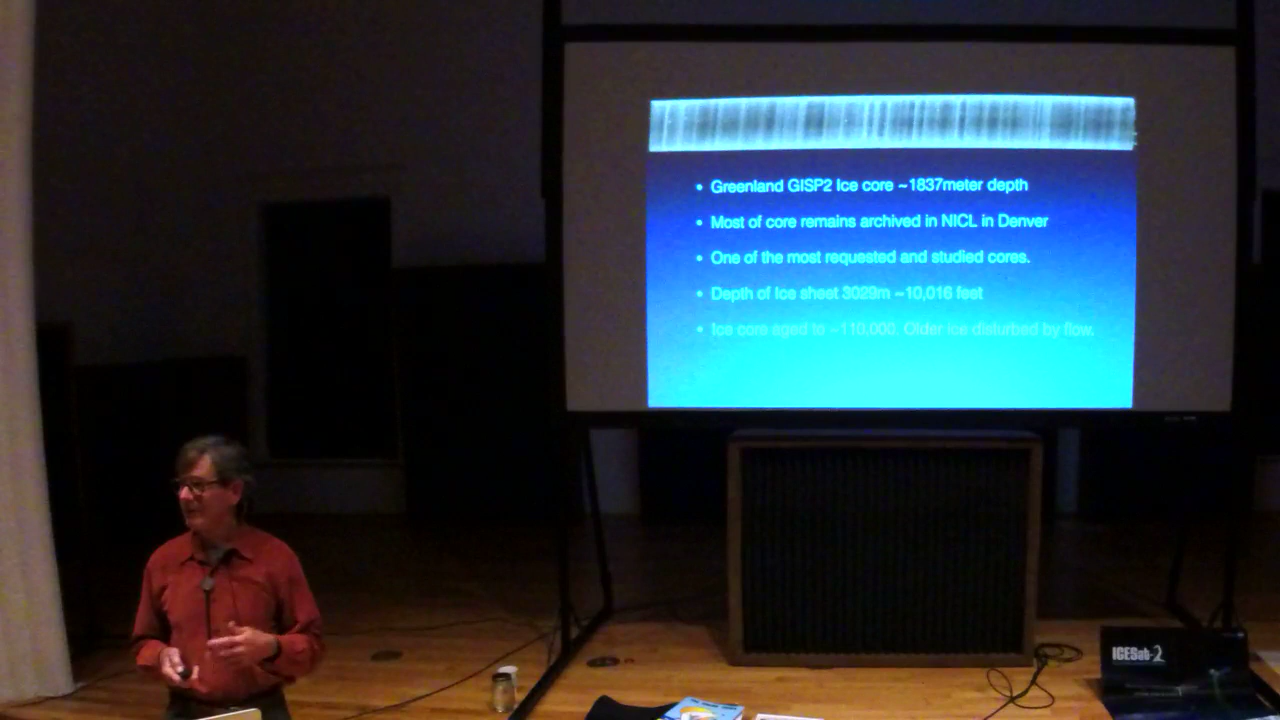 • Greenland GISP2 Ice core ~1837meter depth
• Most of core remains archived in NICL in Denver
• One of the most requested and studied cores.
• Depth of Ice sheet 3029m ~10,016 feet
• Ice core aged to ~110,000. Older ice disturbed by flow.
ICESat-2